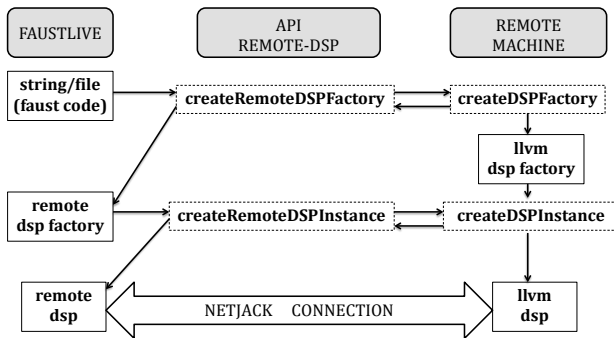 FAUSTLIVE
API
REMOTE-DSP
REMOTE
MACHINE
string/file
(faust code)
createRemoteDSPFactory
createDSPFactory
llvm
dsp factory
remote
dsp factory
createRemoteDSPInstance
createDSPInstance
remote
dsp
NETJACK CONNECTION
llvm
dsp